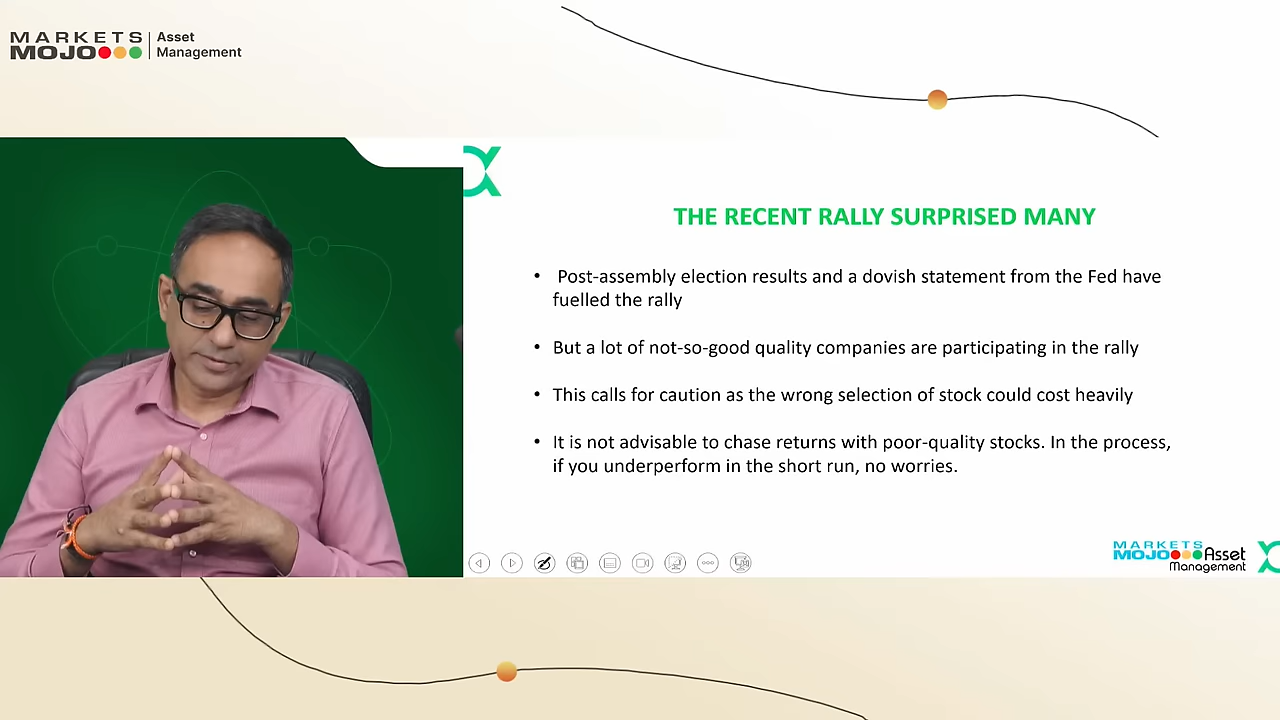 MARKETS
MOJO
Asset
Management
THE RECENT RALLY SURPRISED MANY
• Post-assembly election results and a dovish statement from the Fed have
fuelled the rally
• But a lot of not-so-good quality companies are participating in the rally
• This calls for caution as the wrong selection of stock could cost heavily
• It is not advisable to chase returns with poor-quality stocks. In the process,
if you underperform in the short run, no worries.
MARKETS
MOJO Asset
Management